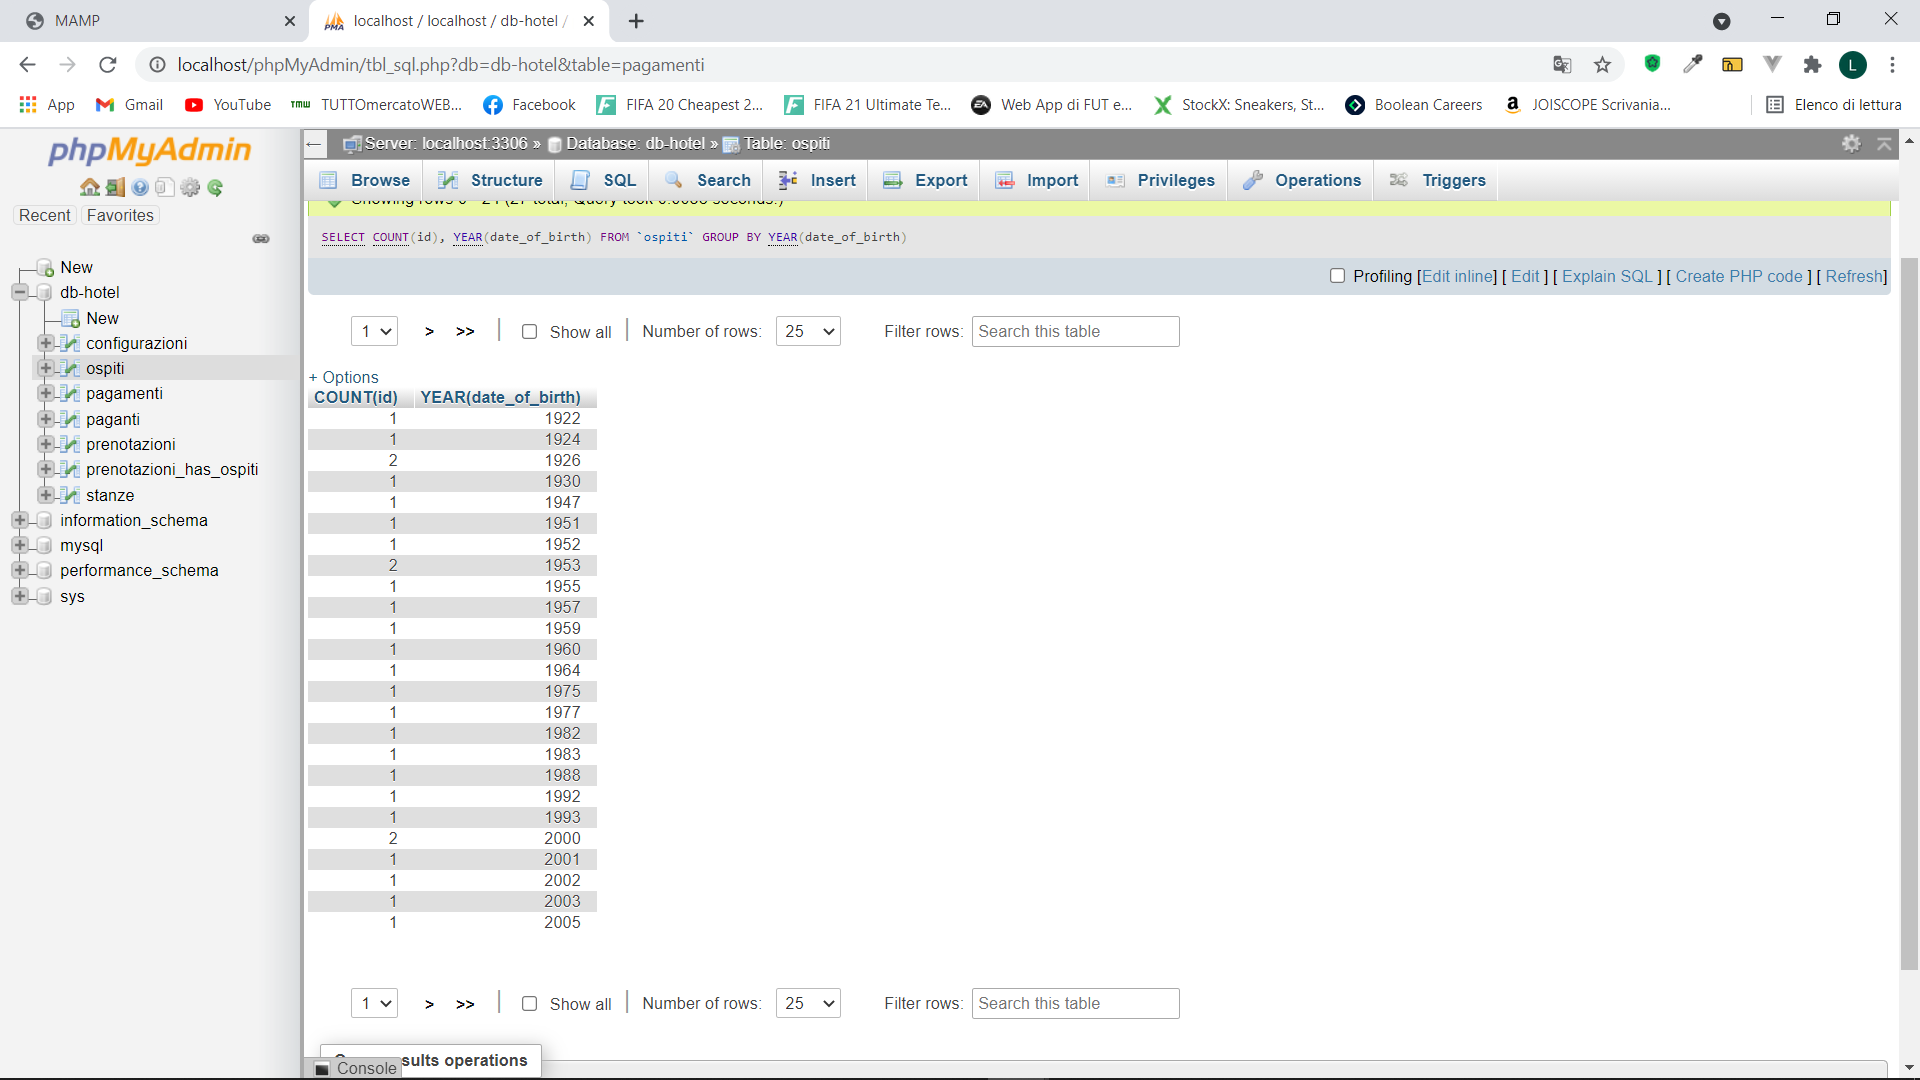 MAMP
localhost / localhost / db-hotel /
localhost/phpMyAdmin/tbl_sql.php?db=db-hotel&table=pagamenti
L
App
Gmail
YouTube
TMW TUTTOmercatoWEB...
Facebook
FIFA 20 Cheapest 2...
FIFA 21 Ultimate Te...
Web App di FUT e...
StockX: Sneakers, St...
Boolean Careers
JOISCOPE Scrivania...
Elenco di lettura
phpMyAdmin
Recent Favorites
New
db-hotel
New
configurazioni
ospiti
pagamenti
paganti
prenotazioni
prenotazioni_has_ospiti
stanze
information_schema
mysql
performance_schema
sys
Server: localhost:3306 » Database: db-hotel » Table: ospiti
Browse Structure SQL Search Insert Export Import Privileges Operations Triggers
SELECT COUNT(id), YEAR(date_of_birth) FROM `ospiti` GROUP BY YEAR(date_of_birth)
Profiling [Edit inline] [ Edit ] [ Explain SQL ] [ Create PHP code ] [ Refresh]
1 > >> Show all Number of rows: 25 Filter rows: Search this table
+ Options
COUNT(id) YEAR(date_of_birth)
1 1922
1 1924
2 1926
1 1930
1 1947
1 1951
1 1952
2 1953
1 1955
1 1957
1 1959
1 1960
1 1964
1 1975
1 1977
1 1982
1 1983
1 1988
1 1992
1 1993
2 2000
1 2001
1 2002
1 2003
1 2005
1 > >> Show all Number of rows: 25 Filter rows: Search this table
operations
Console